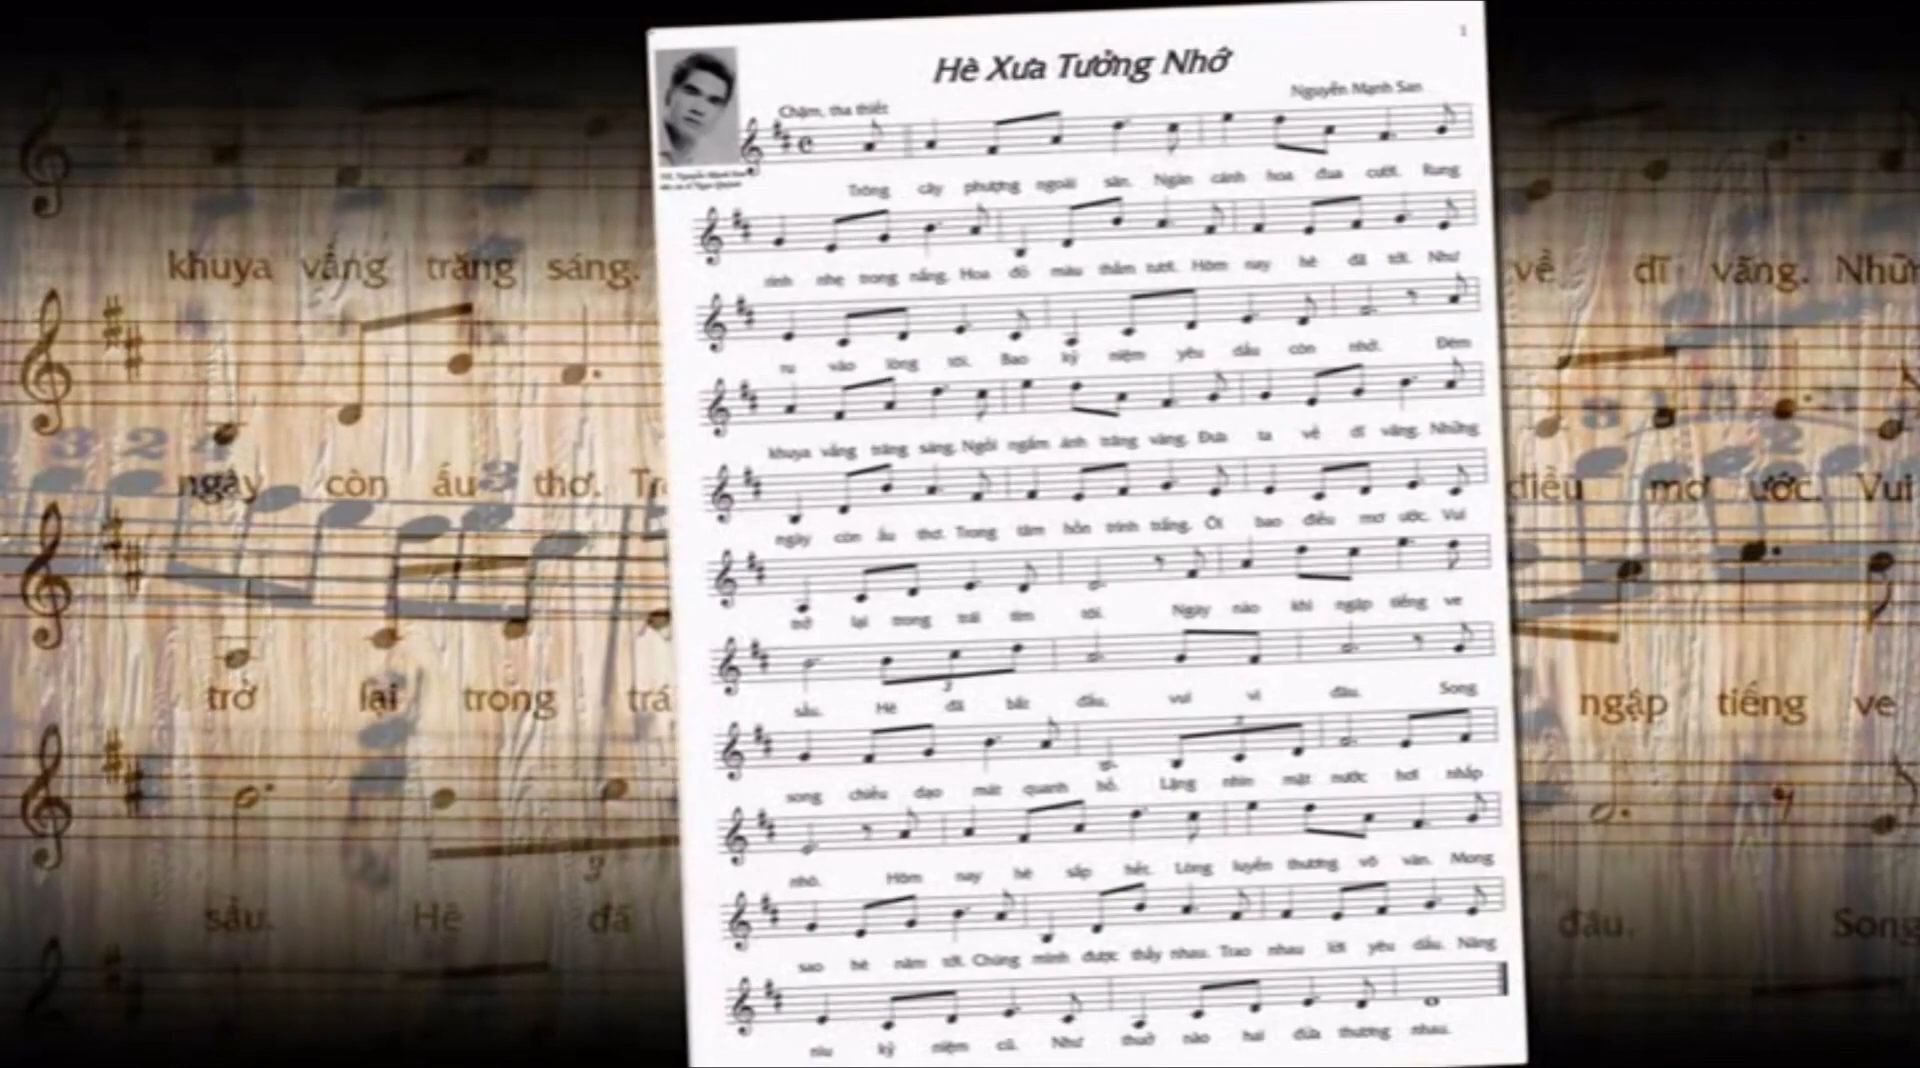 1
Hè Xưa Tưởng Nhớ
Nguyễn Mạnh San
Chậm, tha thiết
Trông cây phượng ngoài sân. Ngàn cánh hoa đua cười. Rung
rinh nhẹ trong nắng. Hoa đỏ màu thắm tươi. Hôm nay hè đã tới. Như
ru vào lòng tôi. Bao kỷ niệm yêu dấu còn nhớ. Đêm
khuya vắng trăng sáng. Ngồi ngắm ánh trăng vàng. Đưa ta về dĩ vãng. Những
ngày còn ấu thơ. Trong tâm hồn trinh trắng. Ôi bao điều mơ ước. Vui
trở lại trong trái tim tôi. Ngày nào khi ngập tiếng ve
3
sầu. Hè đã bắt đầu. vui vì đâu. Song
3
song chiều dạo mát quanh hồ. Lặng nhìn mặt nước hơi nhấp
nhô. Hôm nay hè sắp hết. Lòng luyến thương vô vàn. Mong
sao hè năm tới. Chúng mình được thấy nhau. Trao nhau lời yêu dấu. Nâng
niu kỷ niệm cũ. Như thuở nào hai đứa thương nhau.
khuya vắng trăng sáng.
ngày còn ấu thơ.
trở lại trong
3
sầu. Hè đã
về dĩ vãng.
điều mơ ước. Vui
ngập tiếng ve
đâu. Song